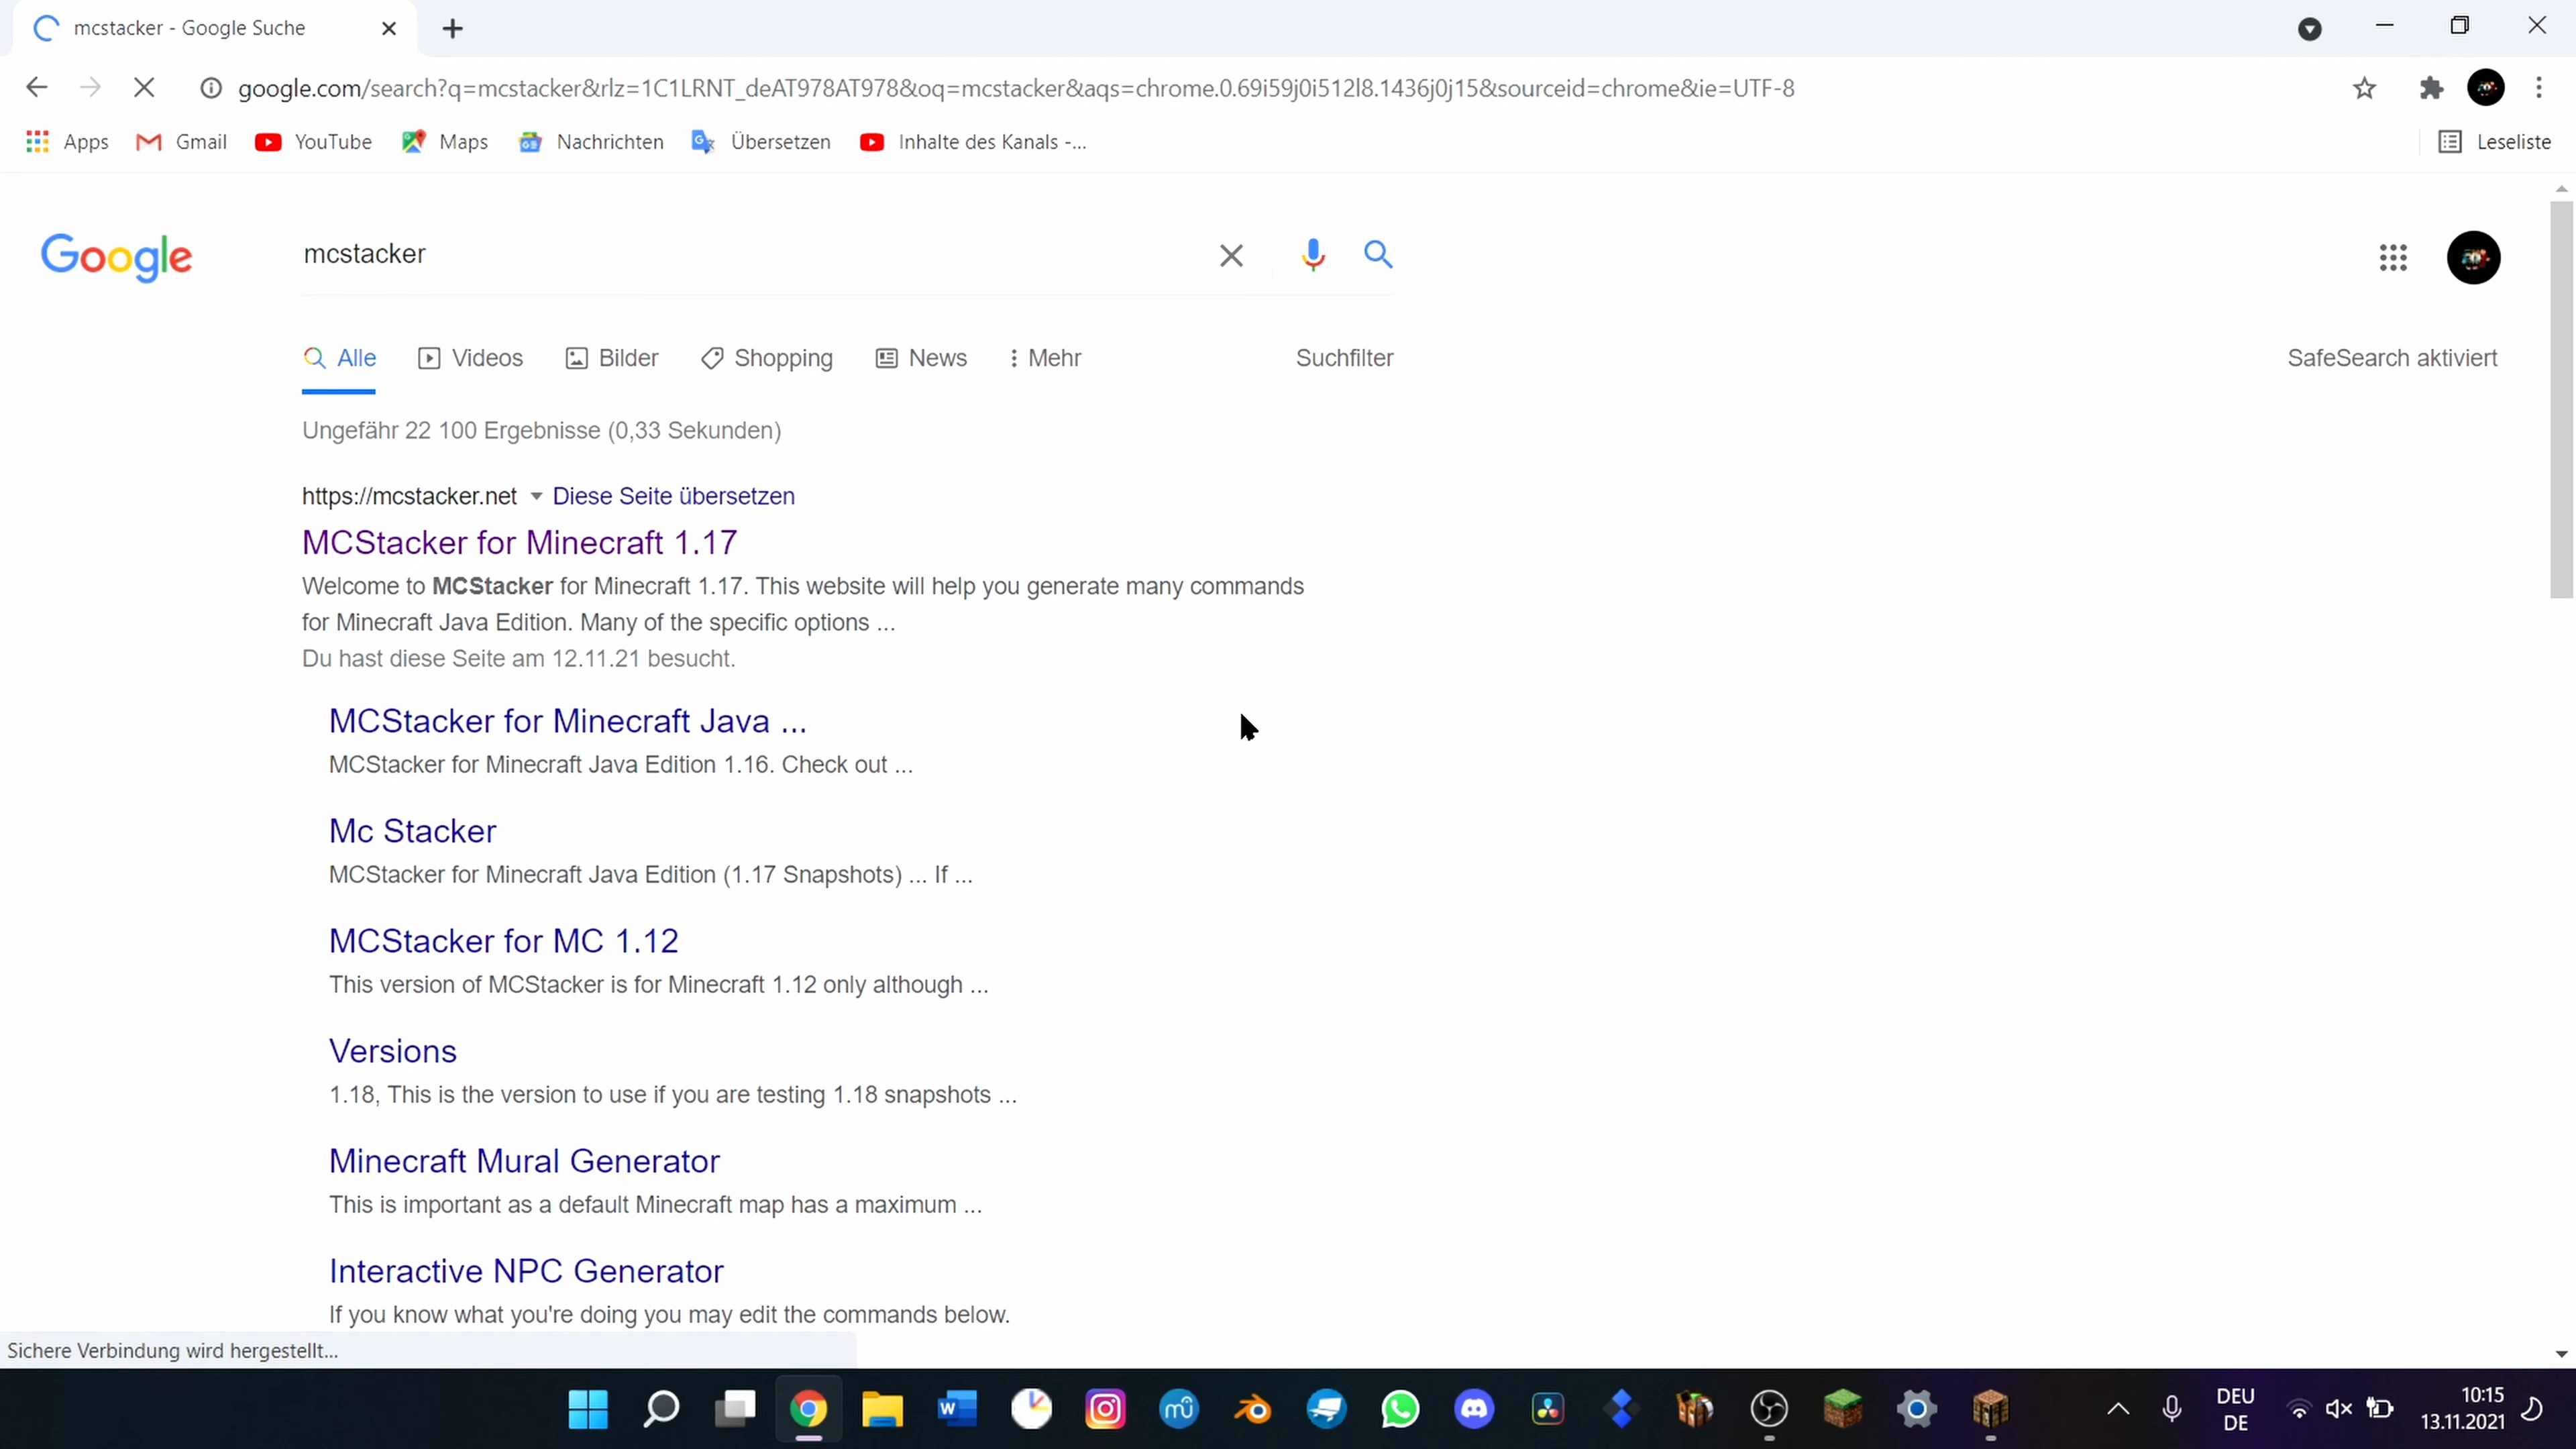 mcstacker - Google Suche
google.com/search?q=mcstacker&rlz=1C1LRNT_deAT978AT978&oq=mcstacker&aqs=chrome.0.69i59j0i512l8.1436j0j15&sourceid=chrome&ie=UTF-8
Apps Gmail YouTube Maps Nachrichten Übersetzen Inhalte des Kanals -... Leseliste
Google mcstacker
Alle Videos Bilder Shopping News Mehr Suchfilter SafeSearch aktiviert
Ungefähr 22 100 Ergebnisse (0,33 Sekunden)
https://mcstacker.net Diese Seite übersetzen
MCStacker for Minecraft 1.17
Welcome to MCStacker for Minecraft 1.17. This website will help you generate many commands
for Minecraft Java Edition. Many of the specific options ...
Du hast diese Seite am 12.11.21 besucht.
MCStacker for Minecraft Java ...
MCStacker for Minecraft Java Edition 1.16. Check out ...
Mc Stacker
MCStacker for Minecraft Java Edition (1.17 Snapshots) ... If ...
MCStacker for MC 1.12
This version of MCStacker is for Minecraft 1.12 only although ...
Versions
1.18, This is the version to use if you are testing 1.18 snapshots ...
Minecraft Mural Generator
This is important as a default Minecraft map has a maximum ...
Interactive NPC Generator
If you know what you're doing you may edit the commands below.
Sichere Verbindung wird hergestellt...
DEU 10:15
DE 13.11.2021